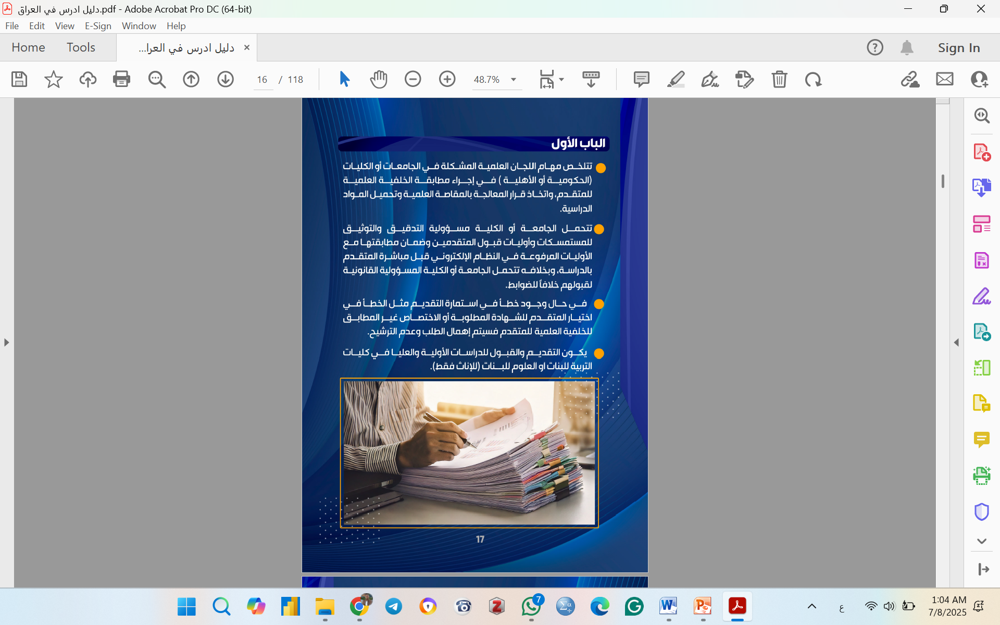 دليل ادرس في العراق.pdf - Adobe Acrobat Pro DC (64-bit)
File Edit View E-Sign Window Help
Home Tools دليل ادرس في العرا... × Sign In
16 / 118 48.7%
الباب الأول
تتلخص مهام اللجان العلمية المشكلة في الجامعات أو الكليات
(الحكومية أو الأهلية ) في إجراء مطابقة الخلفية العلمية
للمتقدم، واتخاذ قرار المعالجة بالمقاصة العلمية وتحميل المواد
الدراسية.
تتحمل الجامعة أو الكلية مسؤولية التدقيق والتوثيق
للمستمسكات وأوليات قبول المتقدمين وضمان مطابقتها مع
الأوليات المرفوعة في النظام الإلكتروني قبل مباشرة المتقدم
بالدراسة، وبخلافه تتحمل الجامعة أو الكلية المسؤولية القانونية
لقبولهم خلافاً للضوابط.
في حال وجود خطأ في استمارة التقديم مثل الخطأ في
اختيار المتقدم للشهادة المطلوبة أو الاختصاص غير المطابق
للخلفية العلمية للمتقدم فسيتم إهمال الطلب وعدم الترشيح.
يكون التقديم والقبول للدراسات الأولية والعليا في كليات
التربية للبنات او العلوم للبنات (للإناث فقط).
17
7
ع
1:04 AM
7/8/2025